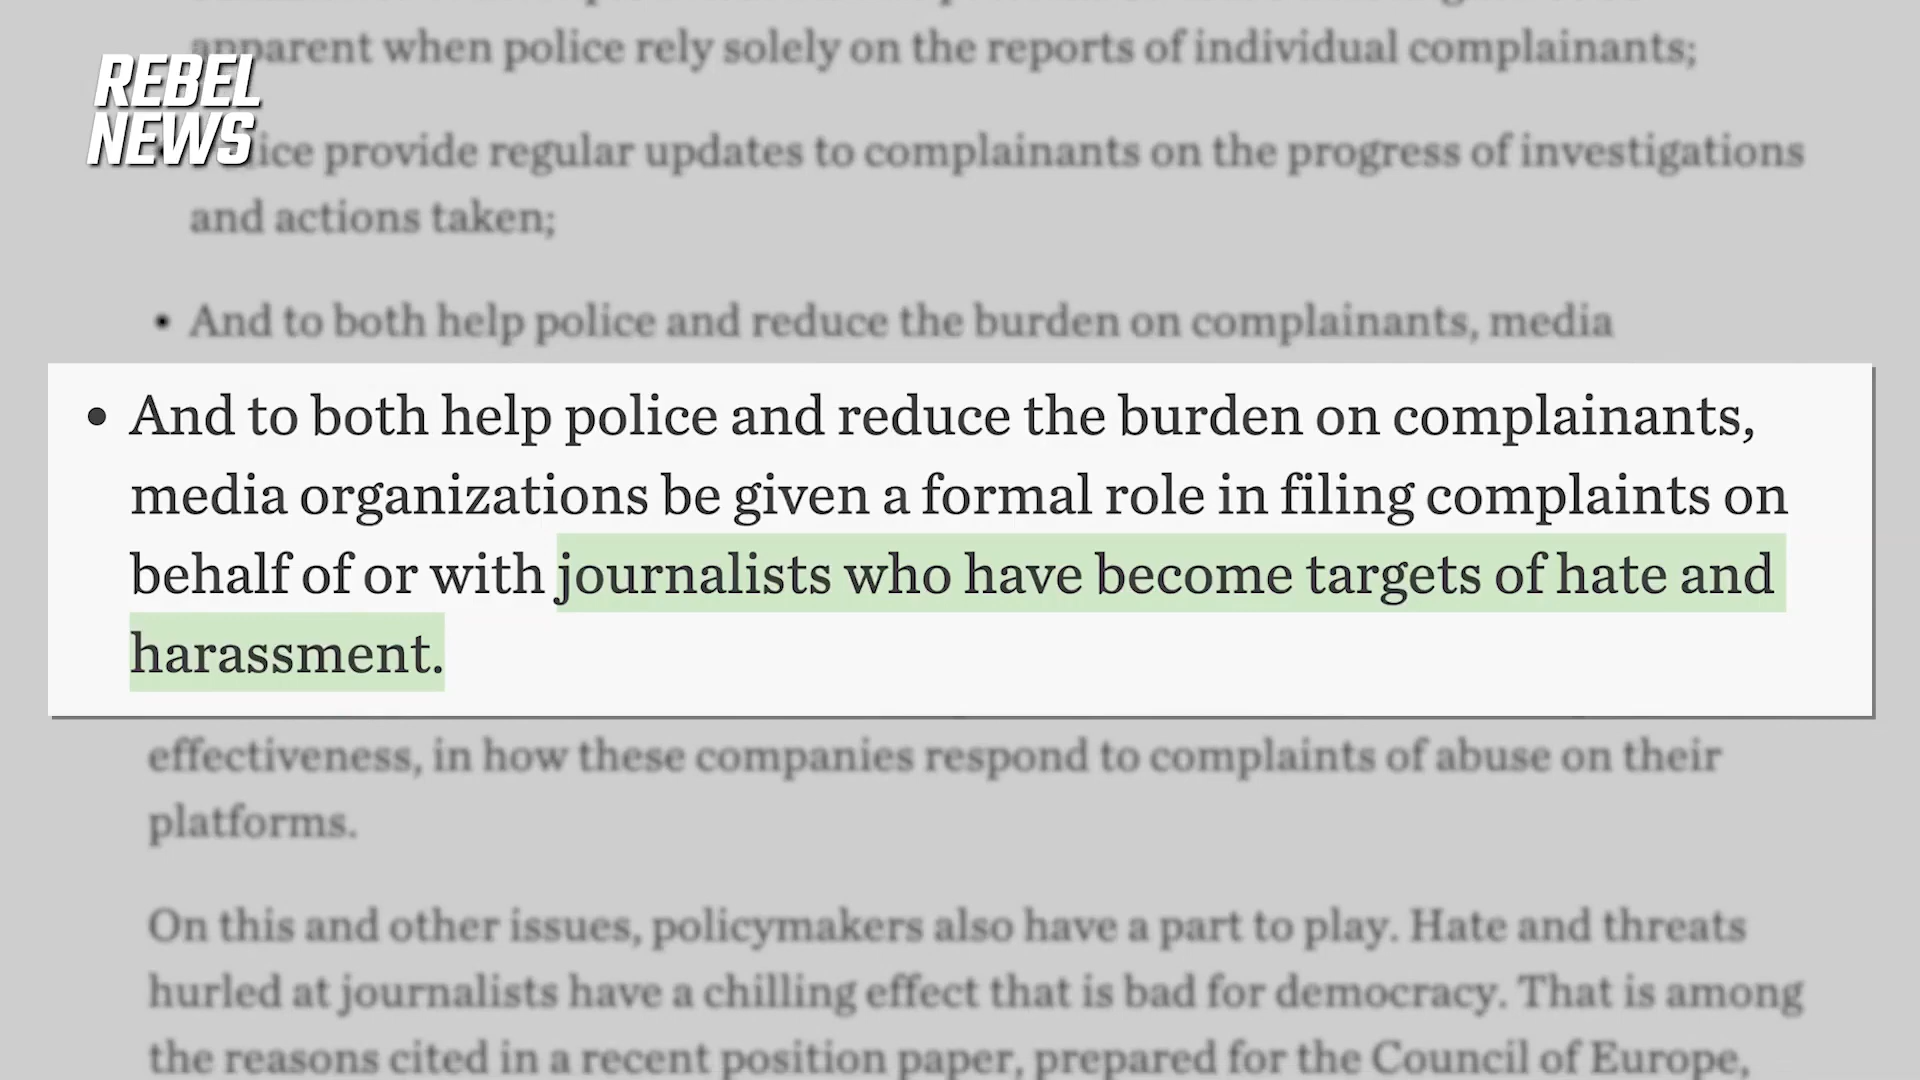 apparent when police rely solely on the reports of individual complainants;
REBEL
NEWS
provide regular updates to complainants on the progress of investigations
and actions taken;
• And to both help police and reduce the burden on complainants, media
• And to both help police and reduce the burden on complainants,
media organizations be given a formal role in filing complaints on
behalf of or with journalists who have become targets of hate and
harassment.
effectiveness, in how these companies respond to complaints of abuse on their
platforms.
On this and other issues, policymakers also have a part to play. Hate and threats
hurled at journalists have a chilling effect that is bad for democracy. That is among
the reasons cited in a recent position paper, prepared for the Council of Europe,